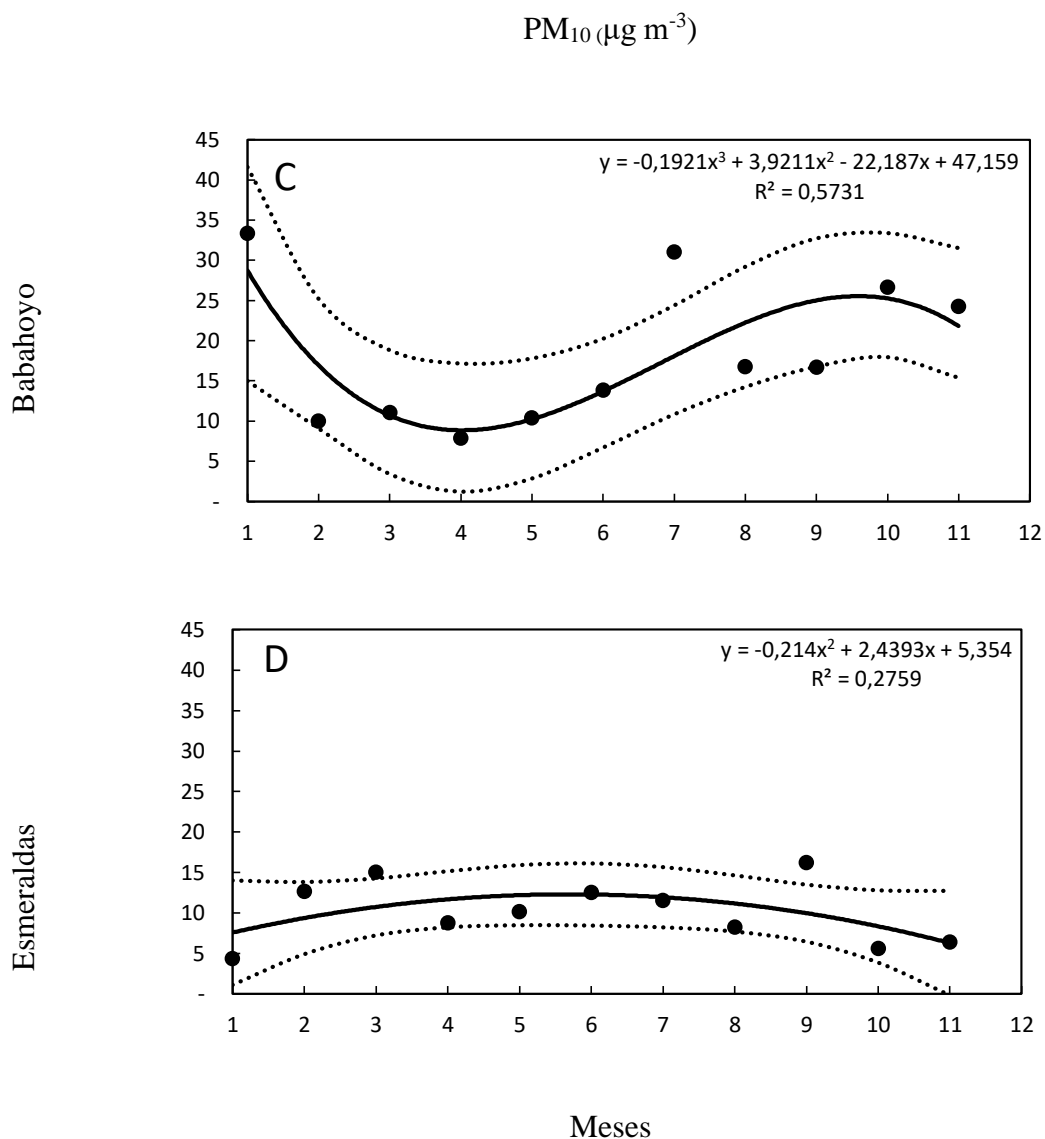 PM₁₀ (µg m⁻³)
Babahoyo
C
y = -0,1921x³ + 3,9211x² - 22,187x + 47,159
R² = 0,5731
45
40
35
30
25
20
15
10
5
-
1 2 3 4 5 6 7 8 9 10 11 12
Esmeraldas
D
y = -0,214x² + 2,4393x + 5,354
R² = 0,2759
45
40
35
30
25
20
15
10
5
-
1 2 3 4 5 6 7 8 9 10 11 12
Meses